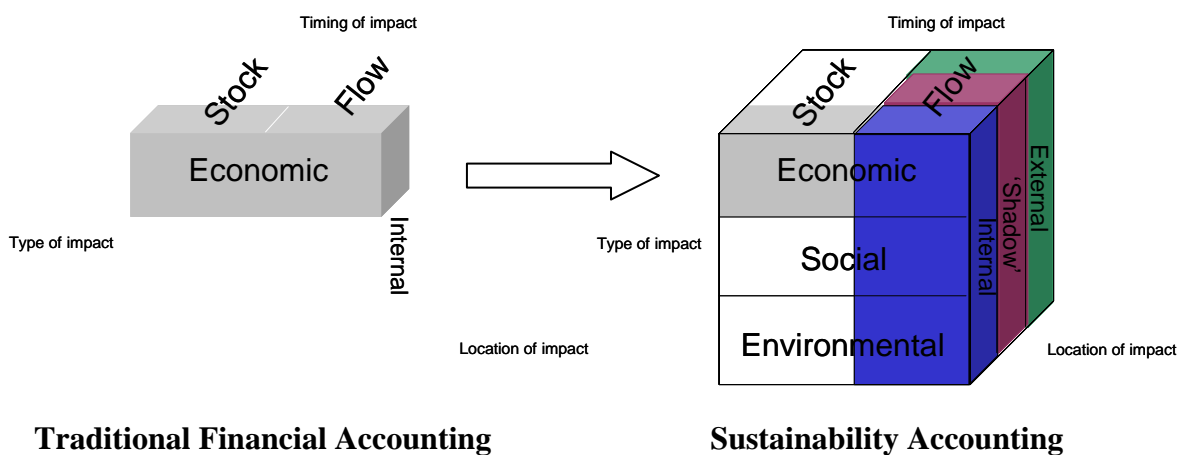 Timing of impact
Stock
Flow
Economic
Internal
Type of impact
Location of impact
Traditional Financial Accounting
Timing of impact
Stock
Flow
Economic
Social
Environmental
Internal
‘Shadow’
External
Type of impact
Location of impact
Sustainability Accounting